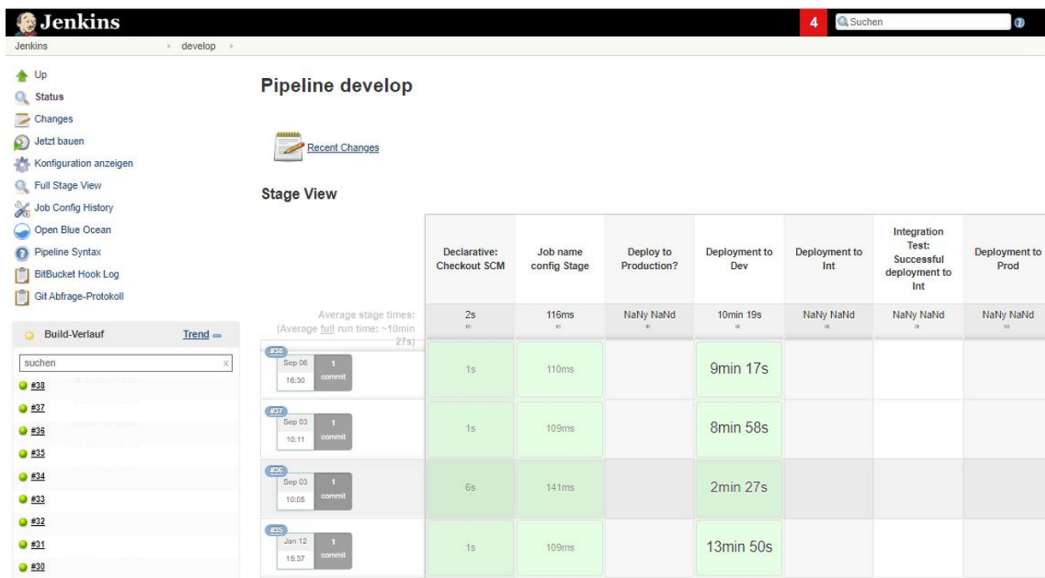 Jenkins
4
Suchen
Jenkins
develop
Up
Status
Changes
Jetzt bauen
Konfiguration anzeigen
Full Stage View
Job Config History
Open Blue Ocean
Pipeline Syntax
BitBucket Hook Log
Git Abfrage-Protokoll
Build-Verlauf
Trend
suchen
x
#38
#37
#36
#35
#34
#33
#32
#31
#30
Pipeline develop
Recent Changes
Stage View
Declarative:
Checkout SCM
Job name
config Stage
Deploy to
Production?
Deployment to
Dev
Deployment to
Int
Integration
Test:
Successful
deployment to
Int
Deployment to
Prod
Average stage times:
(Average full run time: ~10min
27s)
2s
116ms
NaNy NaNd
10min 19s
NaNy NaNd
NaNy NaNd
NaNy NaNd
#38
Sep 06
16:30
1
commit
1s
110ms
9min 17s
#37
Sep 03
10:11
1
commit
1s
109ms
8min 58s
#36
Sep 03
10:05
1
commit
6s
141ms
2min 27s
#35
Jan 12
15:37
1
commit
1s
109ms
13min 50s